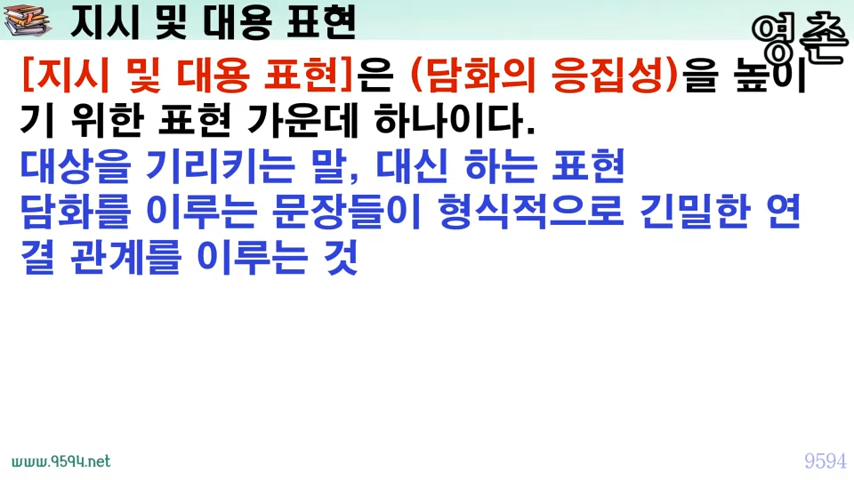 지시 및 대용 표현
영촌
[지시 및 대용 표현]은 (담화의 응집성)을 높이
기 위한 표현 가운데 하나이다.
대상을 기리키는 말, 대신 하는 표현
담화를 이루는 문장들이 형식적으로 긴밀한 연
결 관계를 이루는 것
www.9594.net
9594